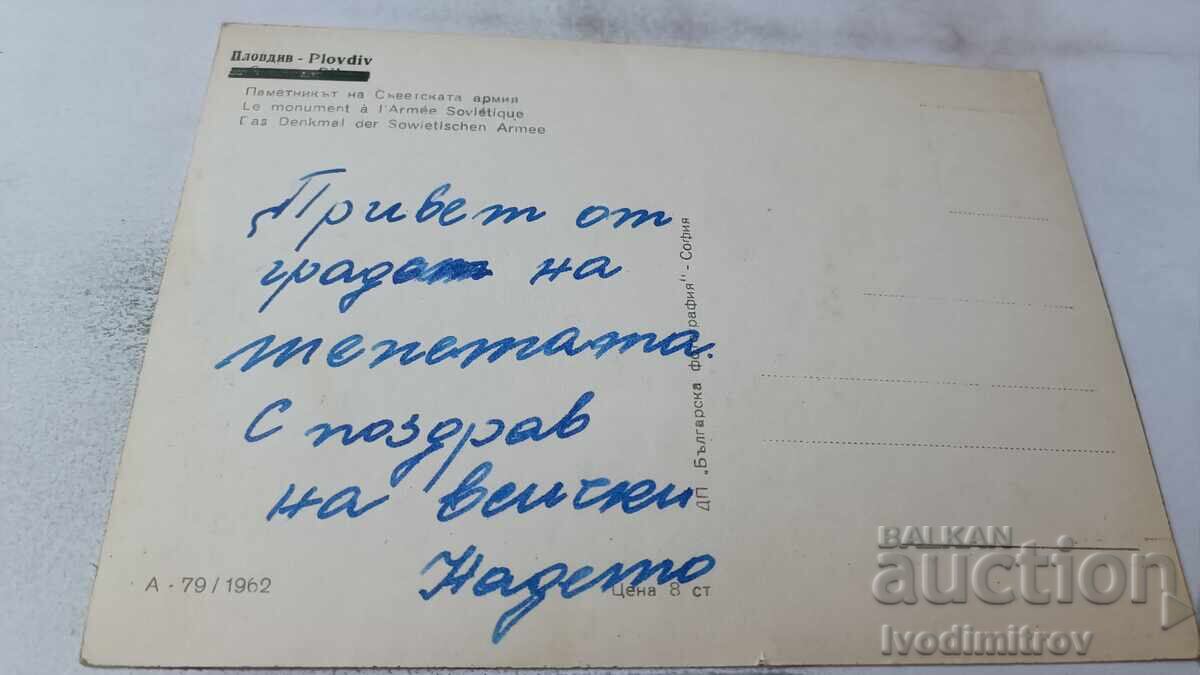 Пловдив - Plovdiv
Паметникът на Съветската армия
Le monument à l'Armée Soviétique
Das Denkmal der Sowietischen Armee
Привет от
градът на
тепетата.
С поздрав
на всички
Надето
ДП „Българска фотография" - София
А - 79/1962
Цена 8 ст
BALKAN
auction
Ivodimitrov